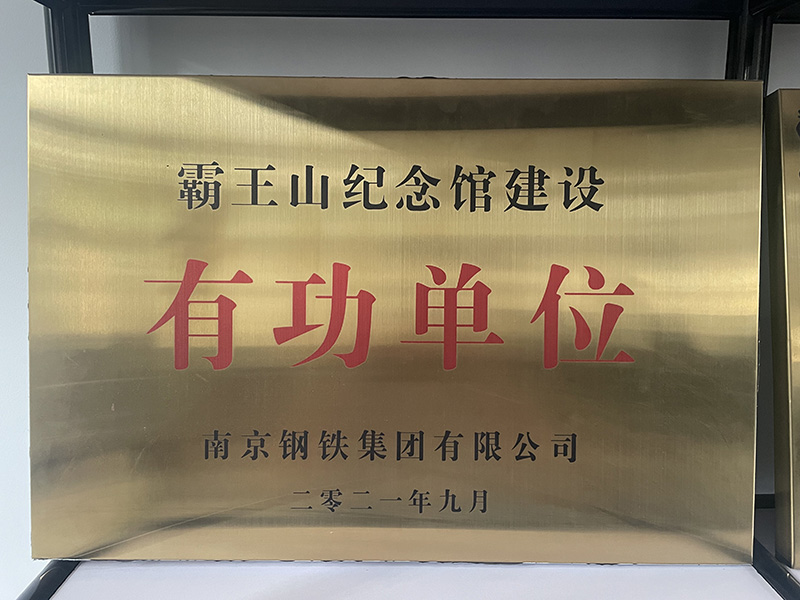 霸王山纪念馆建设
有功单位
南京钢铁集团有限公司
二零二一年九月